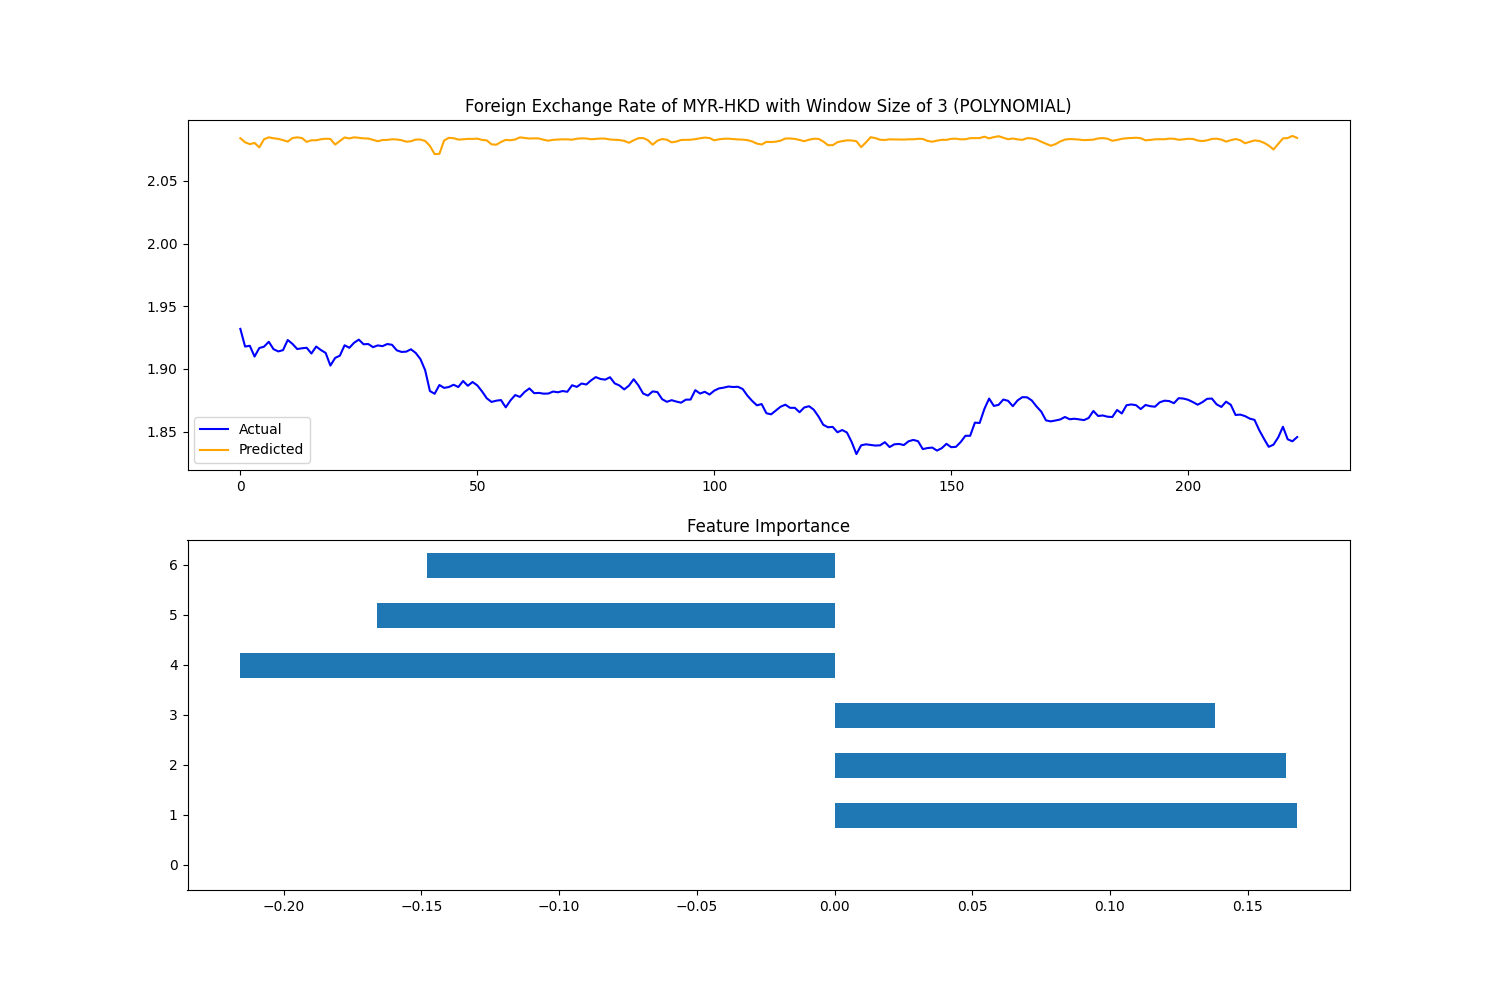 Foreign Exchange Rate of MYR-HKD with Window Size of 3 (POLYNOMIAL)
2.05
2.00
1.95
1.90
1.85
Actual
Predicted
0 50 100 150 200
Feature Importance
6
5
4
3
2
1
0
−0.20 −0.15 −0.10 −0.05 0.00 0.05 0.10 0.15